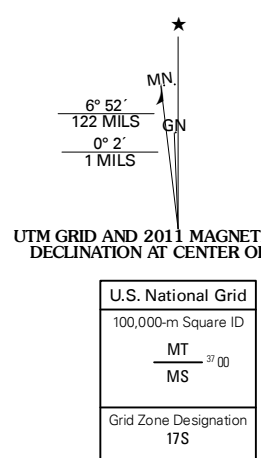 ★
MN.
6° 52´
122 MILS
GN
0° 2´
1 MILS
UTM GRID AND 2011 MAGNET
DECLINATION AT CENTER O
U.S. National Grid
100,000-m Square ID
MT
37 00
MS
Grid Zone Designation
17S